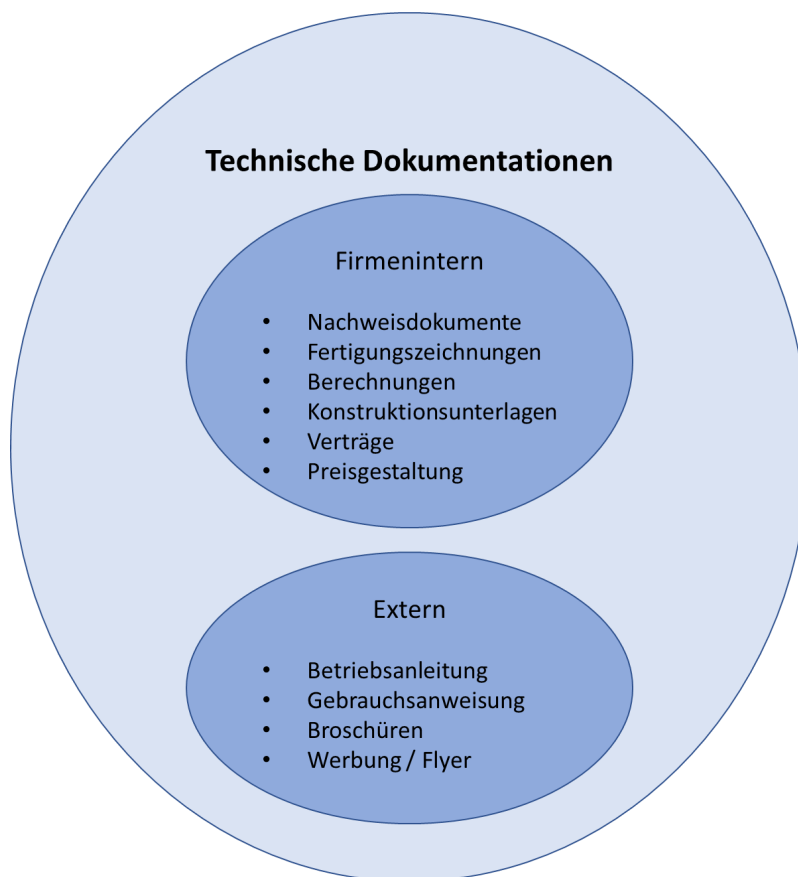 Technische Dokumentationen
Firmenintern
• Nachweisdokumente
• Fertigungszeichnungen
• Berechnungen
• Konstruktionsunterlagen
• Verträge
• Preisgestaltung
Extern
• Betriebsanleitung
• Gebrauchsanweisung
• Broschüren
• Werbung / Flyer